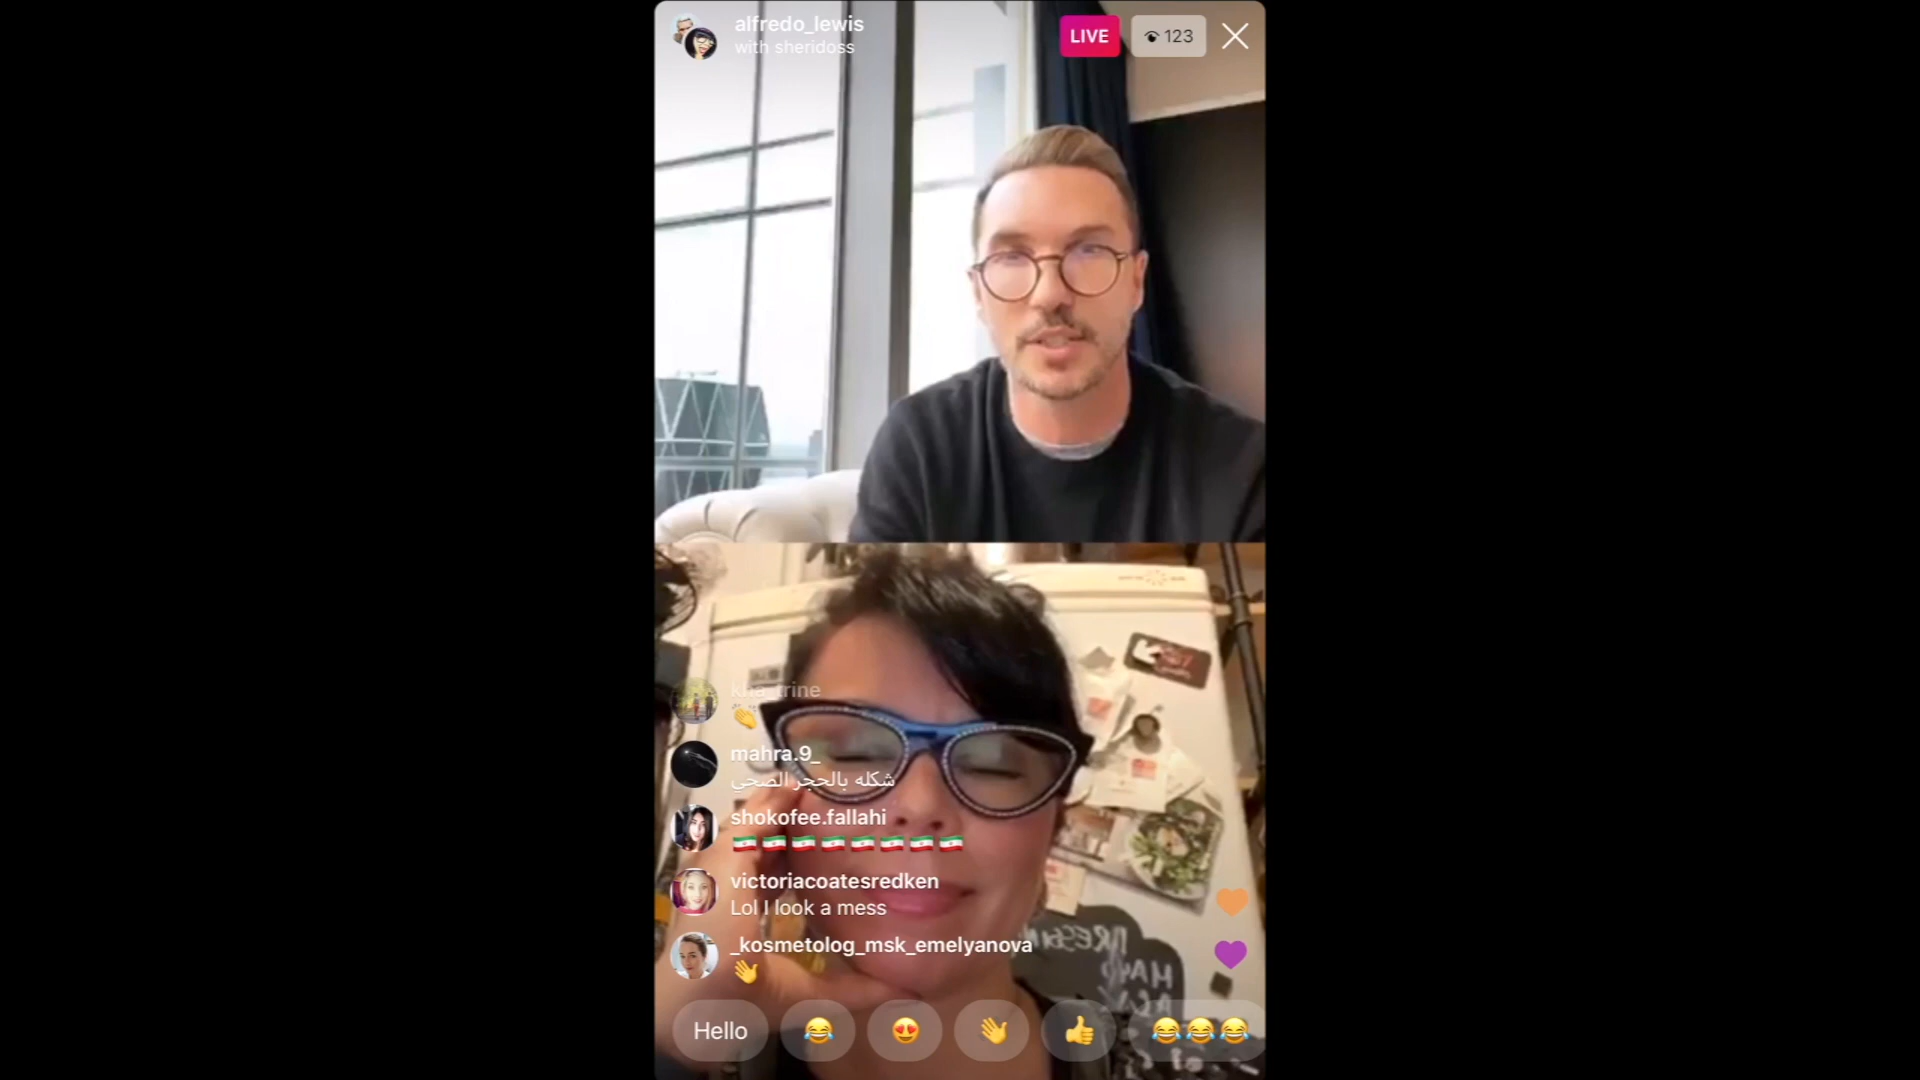 alfredo_lewis
with sheridoss
LIVE
123
mahra.9_
شكله بالحجر الصحي
shokofee.fallahi
🇮🇷🇮🇷🇮🇷🇮🇷🇮🇷🇮🇷🇮🇷🇮🇷
victoriacoatesredken
Lol I look a mess
_kosmetolog_msk_emelyanova
👋
Hello